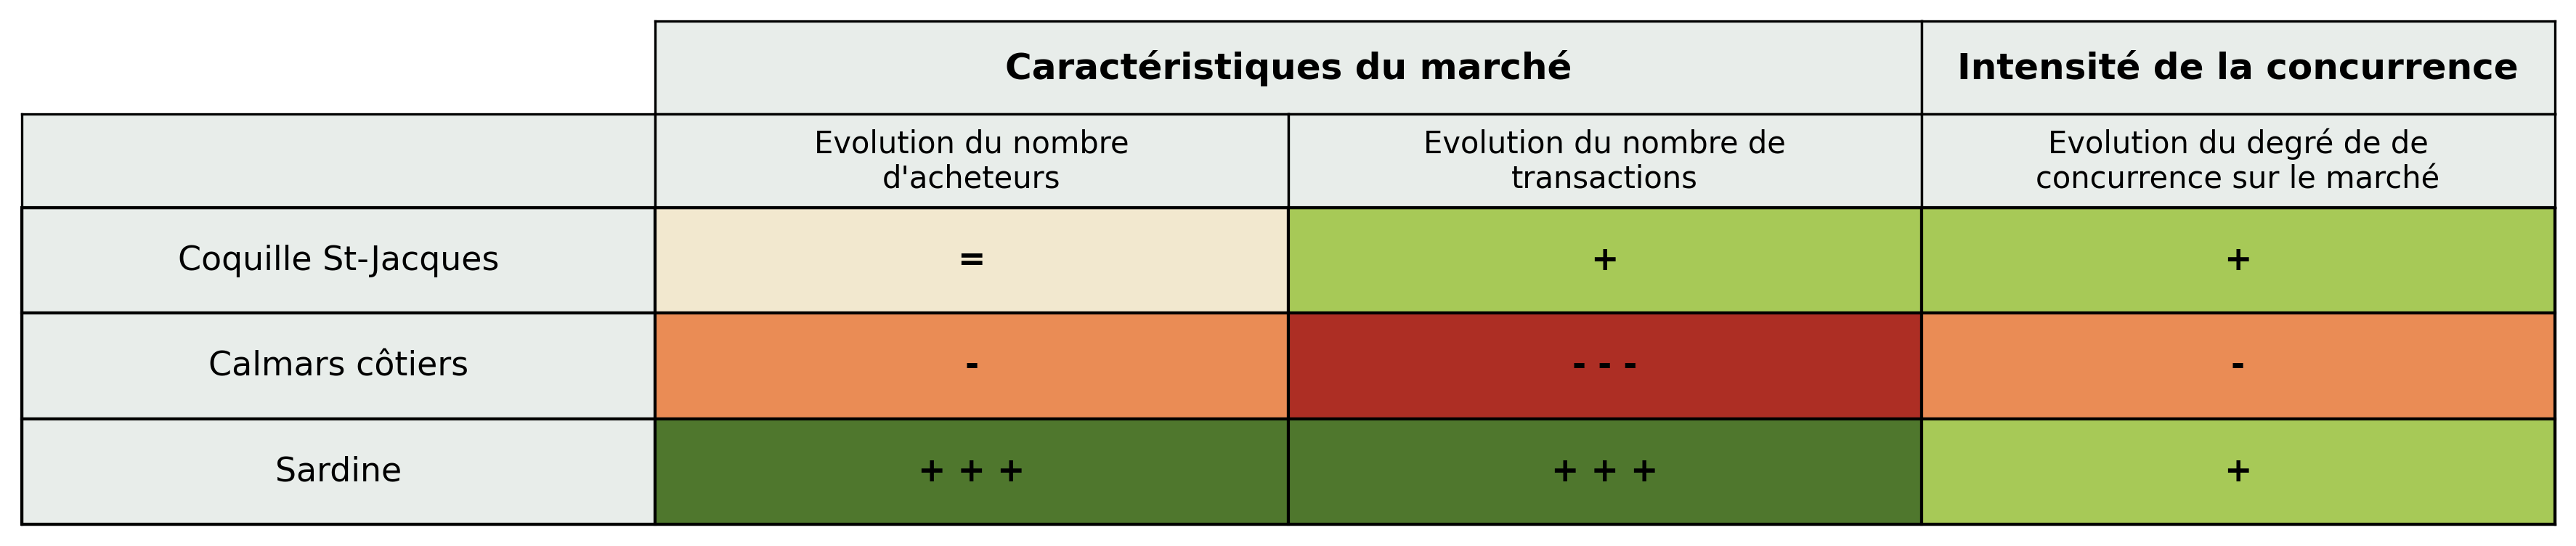 Caractéristiques du marché
Intensité de la concurrence
Evolution du nombre
d'acheteurs
Evolution du nombre de
transactions
Evolution du degré de de
concurrence sur le marché
Coquille St-Jacques
=
+
+
Calmars côtiers
-
- - -
-
Sardine
+ + +
+ + +
+